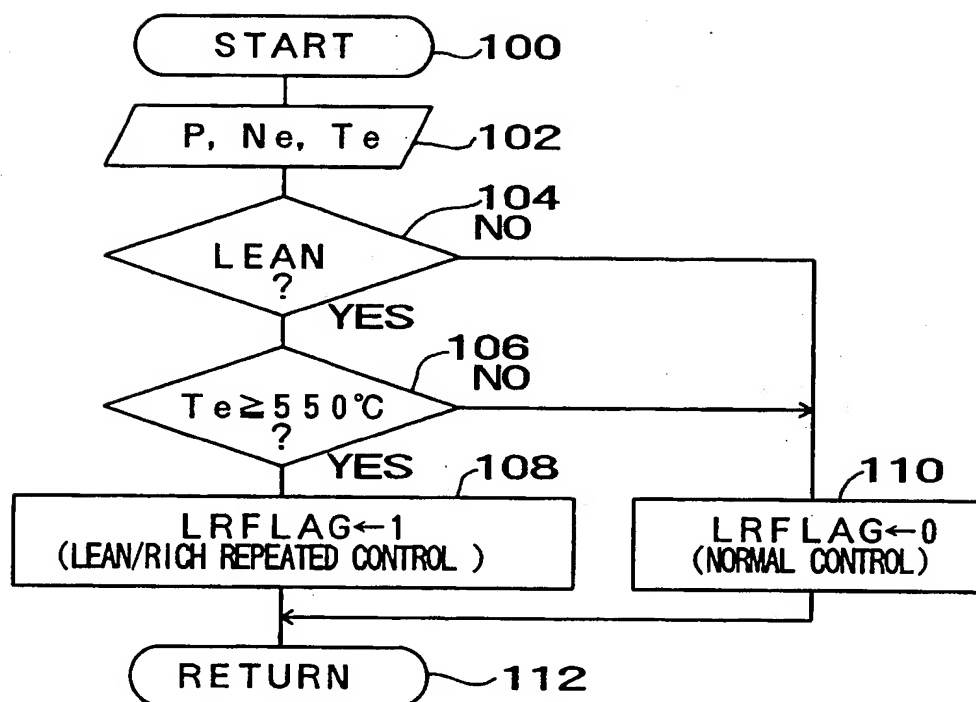 START
100
P, Ne, Te
102
104
NO
LEAN
?
YES
106
NO
Te≧550℃
?
YES
108
LRFLAG←1
(LEAN/RICH REPEATED CONTROL )
110
LRFLAG←0
(NORMAL CONTROL)
RETURN
112